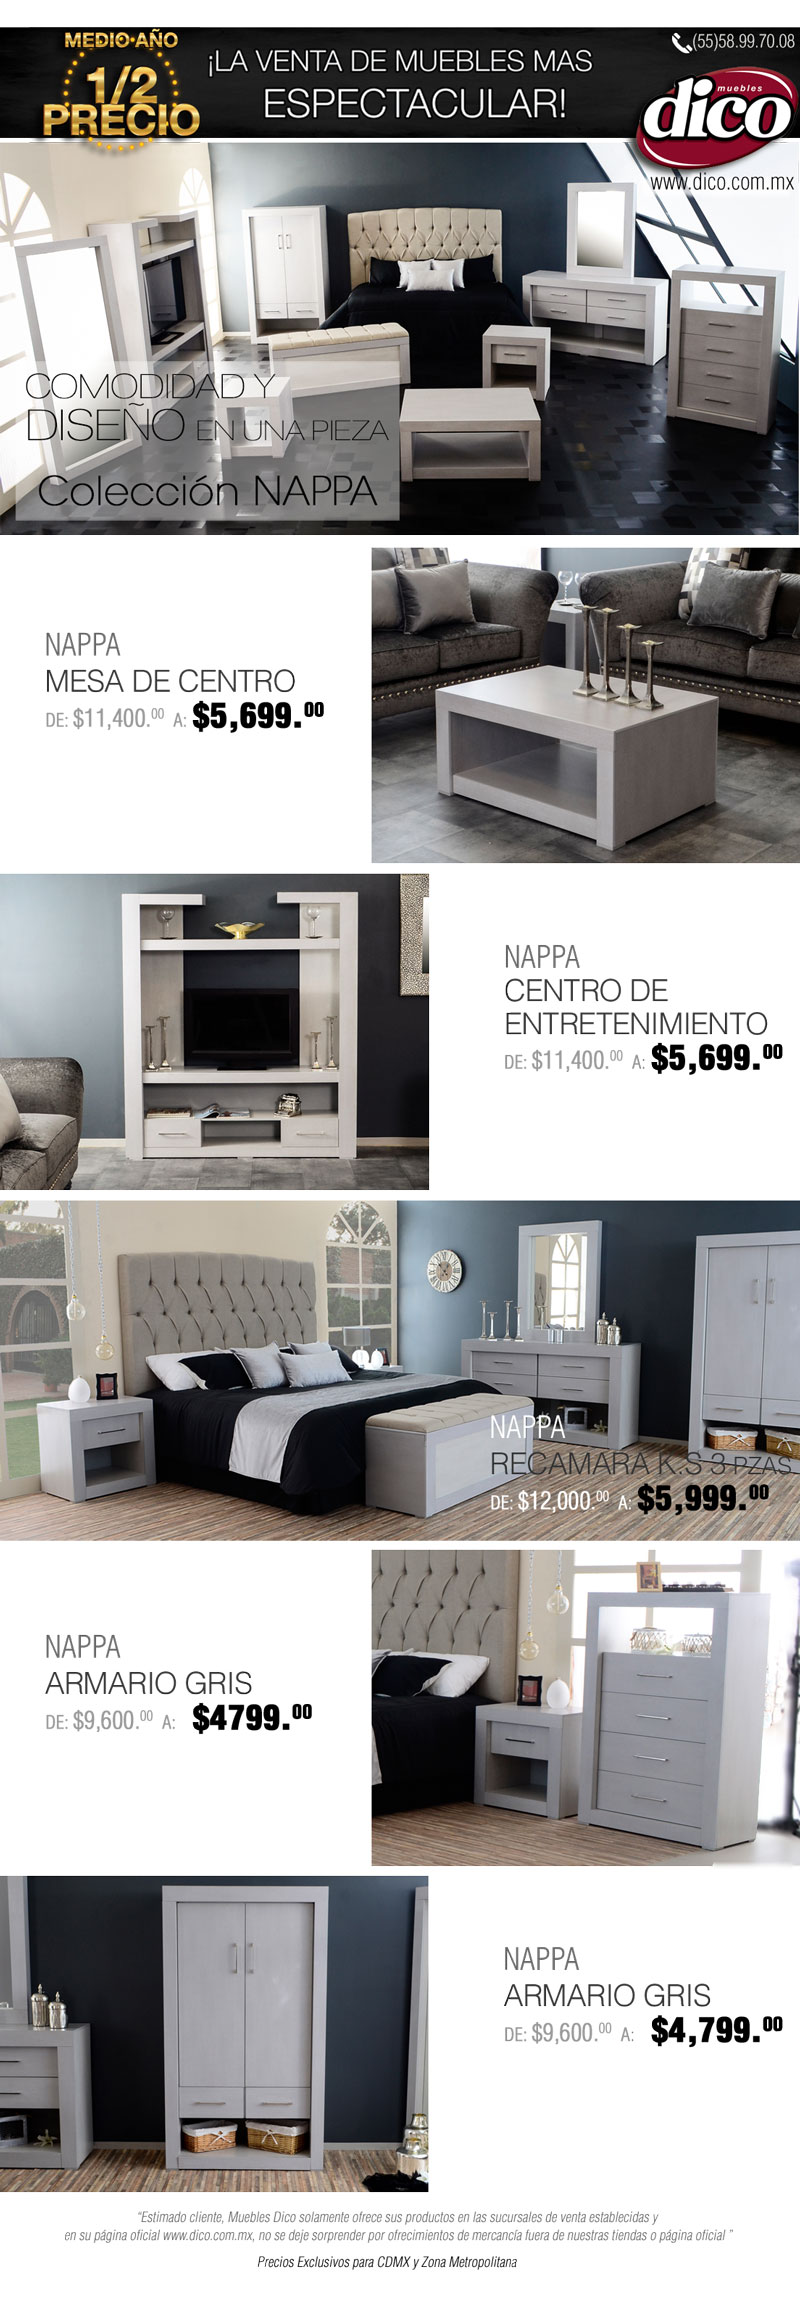 MEDIO•AÑO
1/2
PRECIO
¡LA VENTA DE MUEBLES MAS
ESPECTACULAR!
(55)58.99.70.08
muebles
dico
www.dico.com.mx
COMODIDAD Y
DISEÑO EN UNA PIEZA
Colección NAPPA
NAPPA
MESA DE CENTRO
DE: $11,400.00 A: $5,699.00
NAPPA
CENTRO DE
ENTRETENIMIENTO
DE: $11,400.00 A: $5,699.00
NAPPA
RECAMARA K.S 3 PZAS
DE: $12,000.00 A: $5,999.00
NAPPA
ARMARIO GRIS
DE: $9,600.00 A: $4799.00
NAPPA
ARMARIO GRIS
DE: $9,600.00 A: $4,799.00
“Estimado cliente, Muebles Dico solamente ofrece sus productos en las sucursales de venta establecidas y
en su página oficial www.dico.com.mx, no se deje sorprender por ofrecimientos de mercancía fuera de nuestras tiendas o página oficial ”
Precios Exclusivos para CDMX y Zona Metropolitana